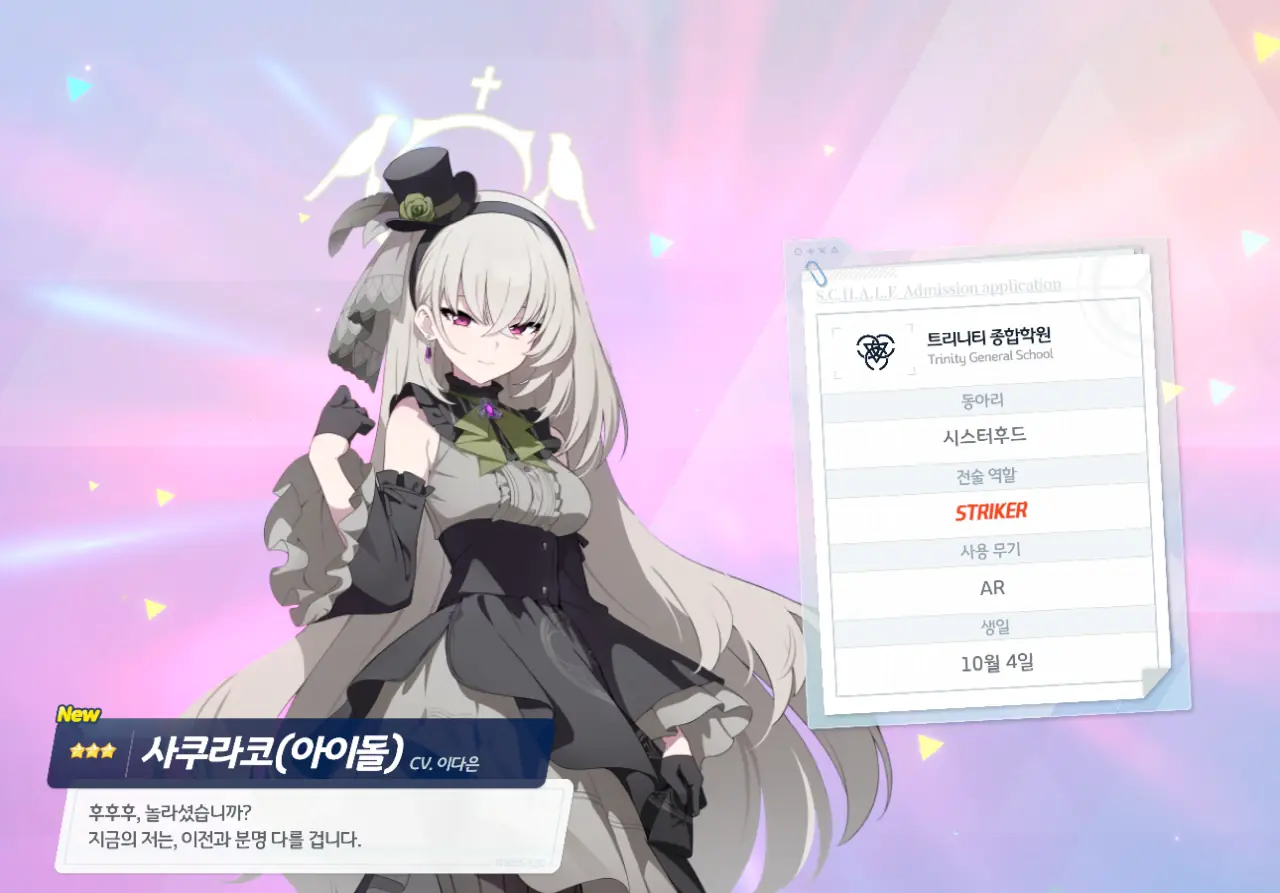 S.C.H.A.L.E. Admission application
트리니티 종합학원
Trinity General School
동아리
시스터후드
전술 역할
STRIKER
사용 무기
AR
생일
10월 4일
New
사쿠라코(아이돌) CV. 이다은
후후후, 놀라셨습니까?
지금의 저는, 이전과 분명 다를 겁니다.